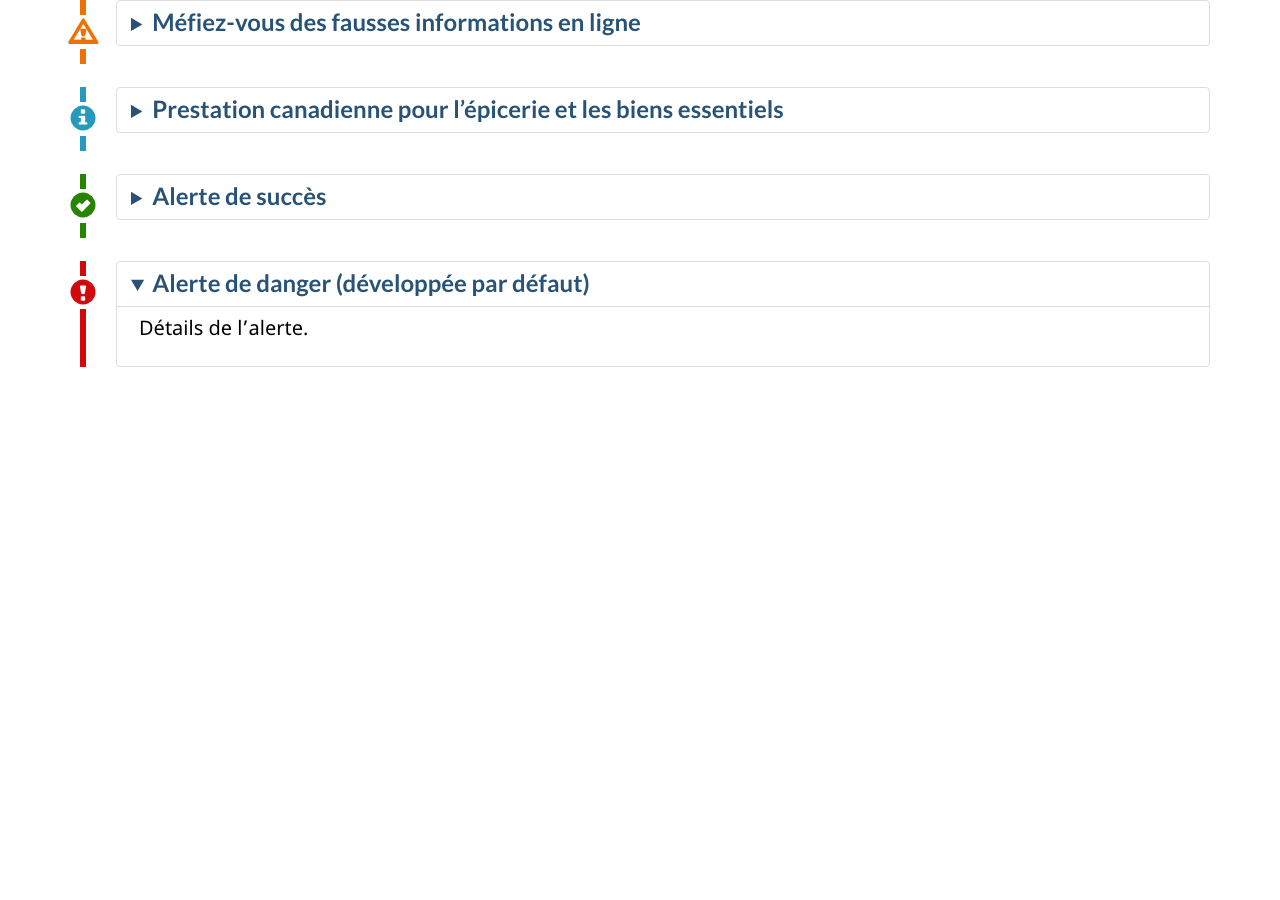 Méfiez-vous des fausses informations en ligne
Prestation canadienne pour l’épicerie et les biens essentiels
Alerte de succès
Alerte de danger (développée par défaut)
Détails de l’alerte.